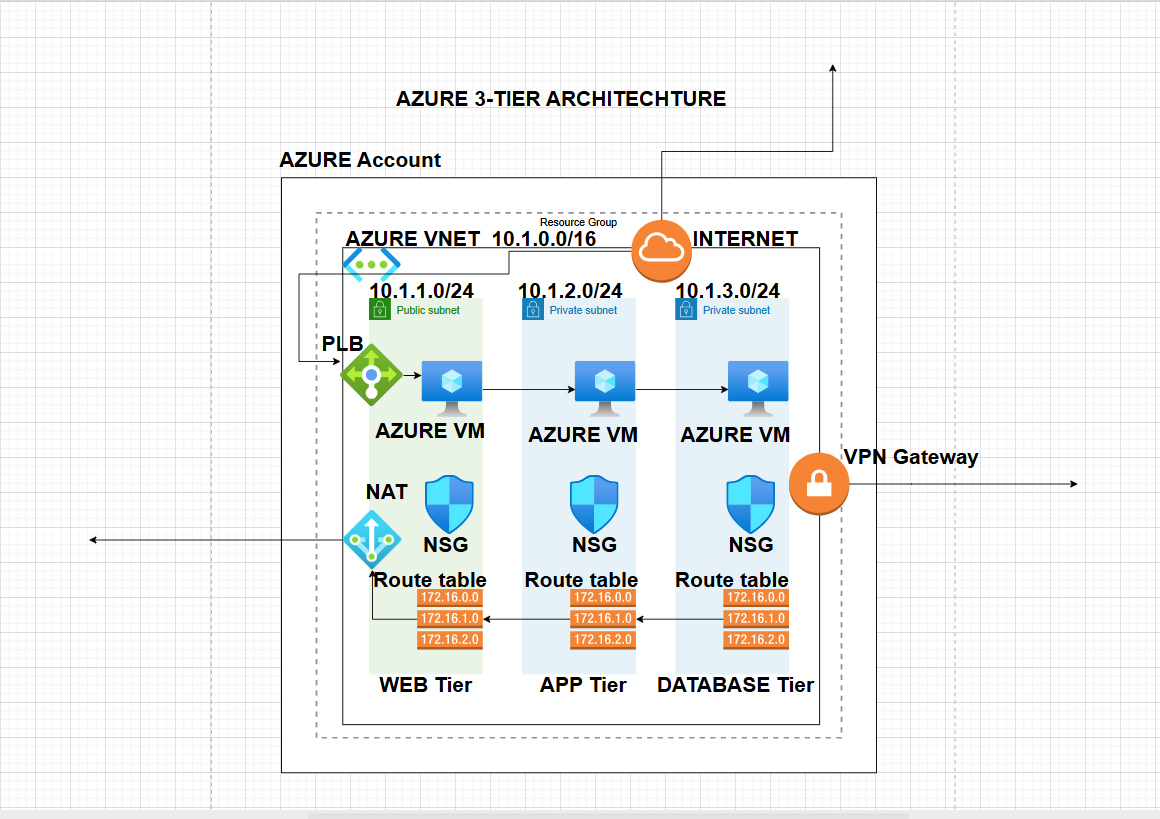 AZURE 3-TIER ARCHITECHTURE
AZURE Account
Resource Group
AZURE VNET 10.1.0.0/16
INTERNET
10.1.1.0/24
10.1.2.0/24
10.1.3.0/24
Public subnet
Private subnet
Private subnet
PLB
AZURE VM
AZURE VM
AZURE VM
VPN Gateway
NAT
NSG
NSG
NSG
Route table
Route table
Route table
172.16.0.0
172.16.0.0
172.16.0.0
172.16.1.0
172.16.1.0
172.16.1.0
172.16.2.0
172.16.2.0
172.16.2.0
WEB Tier
APP Tier
DATABASE Tier